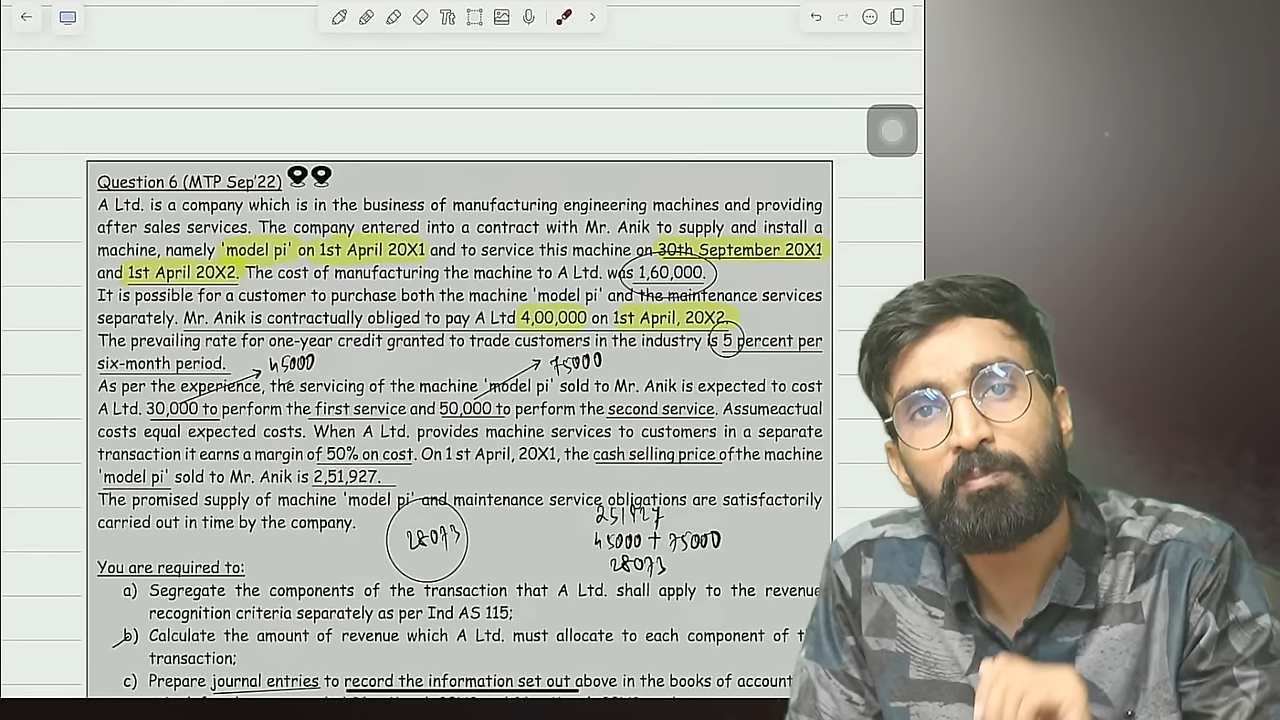 Tt
Question 6 (MTP Sep'22)
A Ltd. is a company which is in the business of manufacturing engineering machines and providing
after sales services. The company entered into a contract with Mr. Anik to supply and install a
machine, namely 'model pi' on 1st April 20X1 and to service this machine on 30th September 20X1
and 1st April 20X2. The cost of manufacturing the machine to A Ltd. was 1,60,000.
It is possible for a customer to purchase both the machine 'model pi' and the maintenance services
separately. Mr. Anik is contractually obliged to pay A Ltd 4,00,000 on 1st April, 20X2.
The prevailing rate for one-year credit granted to trade customers in the industry is 5 percent per
six-month period.
45000
75000
As per the experience, the servicing of the machine 'model pi' sold to Mr. Anik is expected to cost
A Ltd. 30,000 to perform the first service and 50,000 to perform the second service. Assumeactual
costs equal expected costs. When A Ltd. provides machine services to customers in a separate
transaction it earns a margin of 50% on cost. On 1 st April, 20X1, the cash selling price ofthe machine
'model pi' sold to Mr. Anik is 2,51,927.
The promised supply of machine 'model pi' and maintenance service obligations are satisfactorily
carried out in time by the company.
28073
251927
45000 + 75000
28073
You are required to:
a) Segregate the components of the transaction that A Ltd. shall apply to the revenue
recognition criteria separately as per Ind AS 115;
b) Calculate the amount of revenue which A Ltd. must allocate to each component of
transaction;
c) Prepare journal entries to record the information set out above in the books of